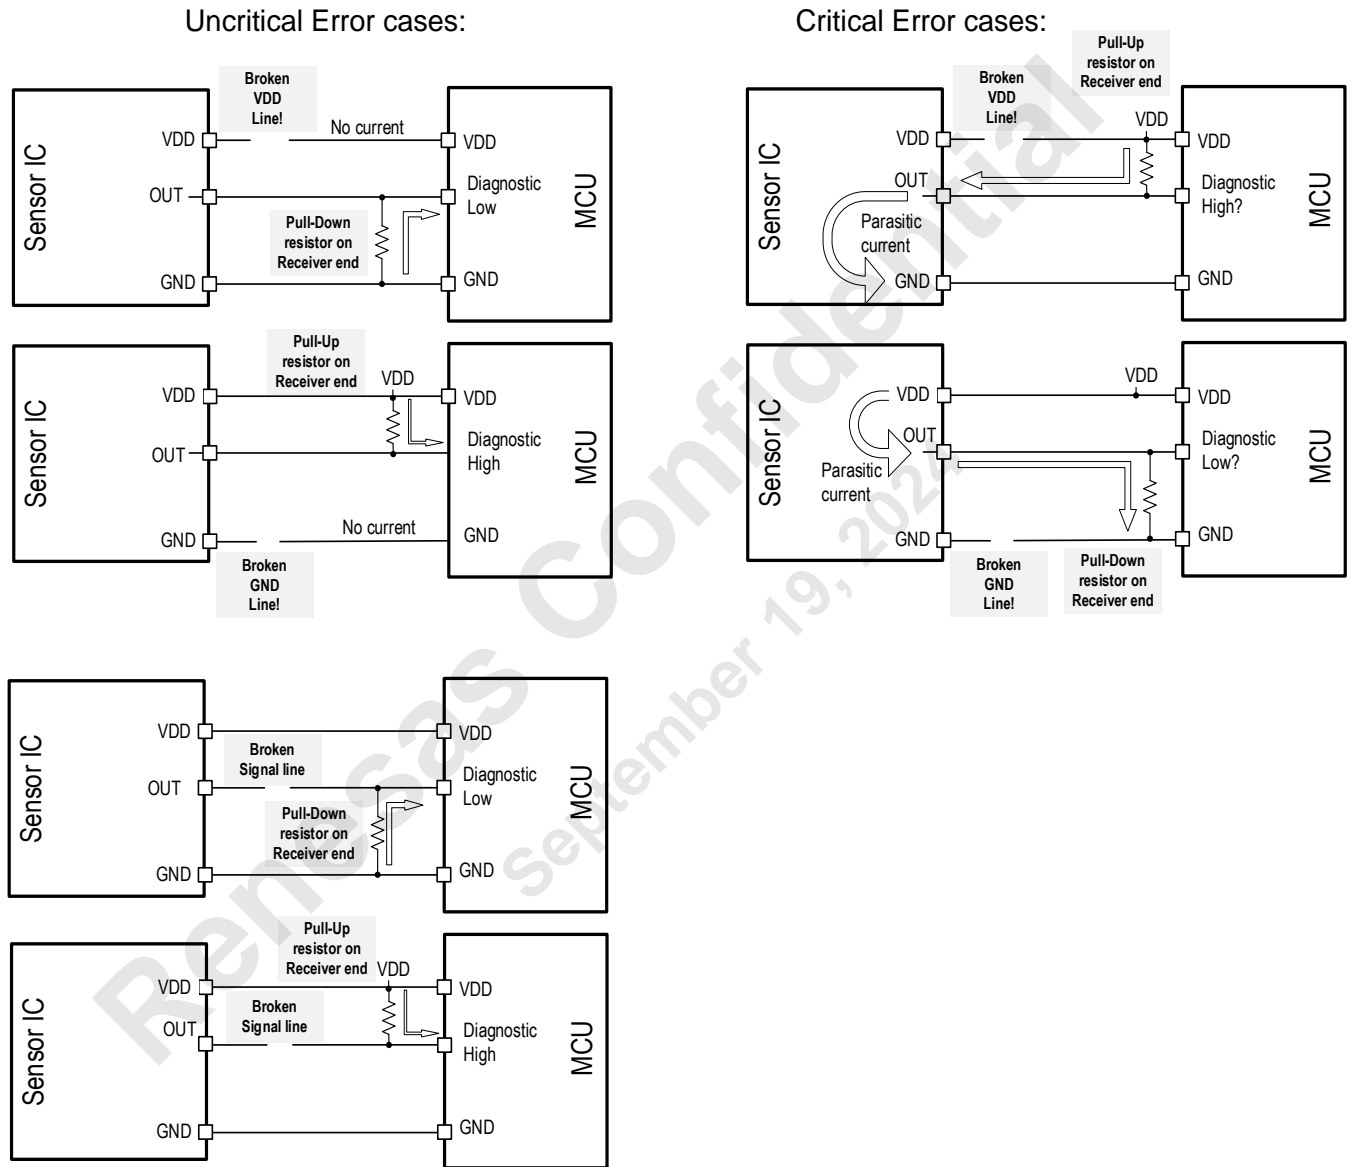 Uncritical Error cases:
Broken
VDD
Line!
No current
VDD
VDD
Sensor IC
OUT
Diagnostic
Low
MCU
Pull-Down
resistor on
Receiver end
GND
GND
Pull-Up
resistor on
Receiver end
VDD
VDD
VDD
Sensor IC
OUT
Diagnostic
High
MCU
No current
GND
GND
Broken
GND
Line!
VDD
VDD
Broken
Signal line
Sensor IC
OUT
Diagnostic
Low
MCU
Pull-Down
resistor on
Receiver end
GND
GND
Pull-Up
resistor on
Receiver end
VDD
VDD
VDD
Broken
Signal line
Sensor IC
OUT
Diagnostic
High
MCU
GND
GND
Critical Error cases:
Pull-Up
resistor on
Receiver end
Broken
VDD
Line!
VDD
VDD
VDD
Sensor IC
OUT
Diagnostic
High?
MCU
Parasitic
current
GND
GND
VDD
VDD
VDD
Sensor IC
OUT
Diagnostic
Low?
MCU
Parasitic
current
GND
GND
Broken
GND
Line!
Pull-Down
resistor on
Receiver end
Renesas Confidential
September 19, 2024